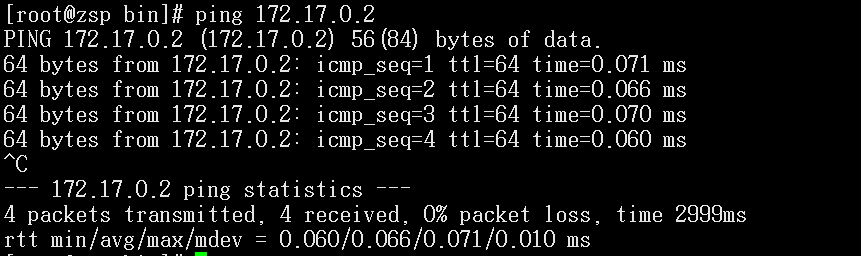 [root@zsp bin]# ping 172.17.0.2
PING 172.17.0.2 (172.17.0.2) 56(84) bytes of data.
64 bytes from 172.17.0.2: icmp_seq=1 ttl=64 time=0.071 ms
64 bytes from 172.17.0.2: icmp_seq=2 ttl=64 time=0.066 ms
64 bytes from 172.17.0.2: icmp_seq=3 ttl=64 time=0.070 ms
64 bytes from 172.17.0.2: icmp_seq=4 ttl=64 time=0.060 ms
^C
--- 172.17.0.2 ping statistics ---
4 packets transmitted, 4 received, 0% packet loss, time 2999ms
rtt min/avg/max/mdev = 0.060/0.066/0.071/0.010 ms